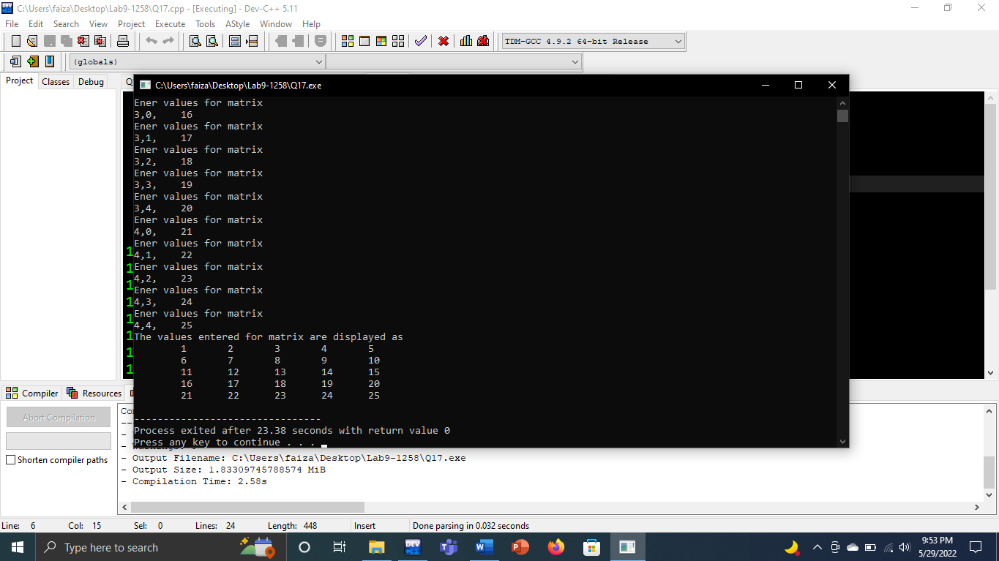 C:\Users\faiza\Desktop\Lab9-1258\Q17.cpp - [Executing] - Dev-C++ 5.11
File Edit Search View Project Execute Tools AStyle Window Help
TDM-GCC 4.9.2 64-bit Release
(globals)
Project Classes Debug
C:\Users\faiza\Desktop\Lab9-1258\Q17.exe
Ener values for matrix
3,0, 16
Ener values for matrix
3,1, 17
Ener values for matrix
3,2, 18
Ener values for matrix
3,3, 19
Ener values for matrix
3,4, 20
Ener values for matrix
4,0, 21
Ener values for matrix
4,1, 22
Ener values for matrix
4,2, 23
Ener values for matrix
4,3, 24
Ener values for matrix
4,4, 25
The values entered for matrix are displayed as
1 2 3 4 5
6 7 8 9 10
11 12 13 14 15
16 17 18 19 20
21 22 23 24 25
--------------------------------
Process exited after 23.38 seconds with return value 0
Press any key to continue . . .
Compiler Resources
Abort Compilation
Shorten compiler paths
- Output Filename: C:\Users\faiza\Desktop\Lab9-1258\Q17.exe
- Output Size: 1.83309745788574 MiB
- Compilation Time: 2.58s
Line: 6 Col: 15 Sel: 0 Lines: 24 Length: 448 Insert Done parsing in 0.032 seconds
Type here to search
9:53 PM
5/29/2022